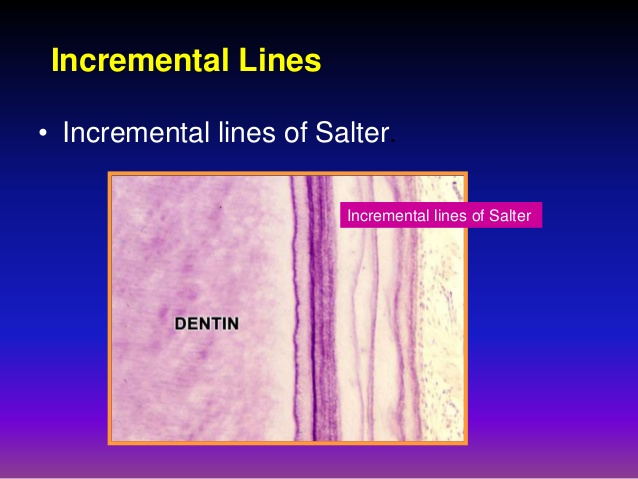 Incremental Lines
• Incremental lines of Salter.
Incremental lines of Salter
DENTIN